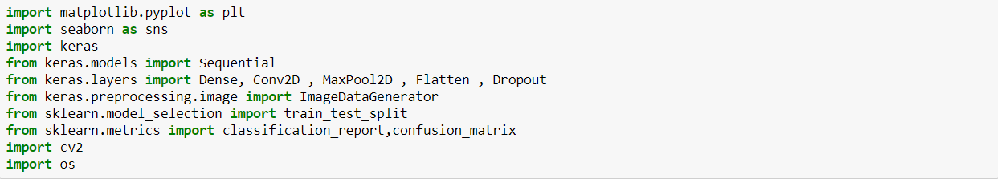 import matplotlib.pyplot as plt
import seaborn as sns
import keras
from keras.models import Sequential
from keras.layers import Dense, Conv2D , MaxPool2D , Flatten , Dropout
from keras.preprocessing.image import ImageDataGenerator
from sklearn.model_selection import train_test_split
from sklearn.metrics import classification_report,confusion_matrix
import cv2
import os